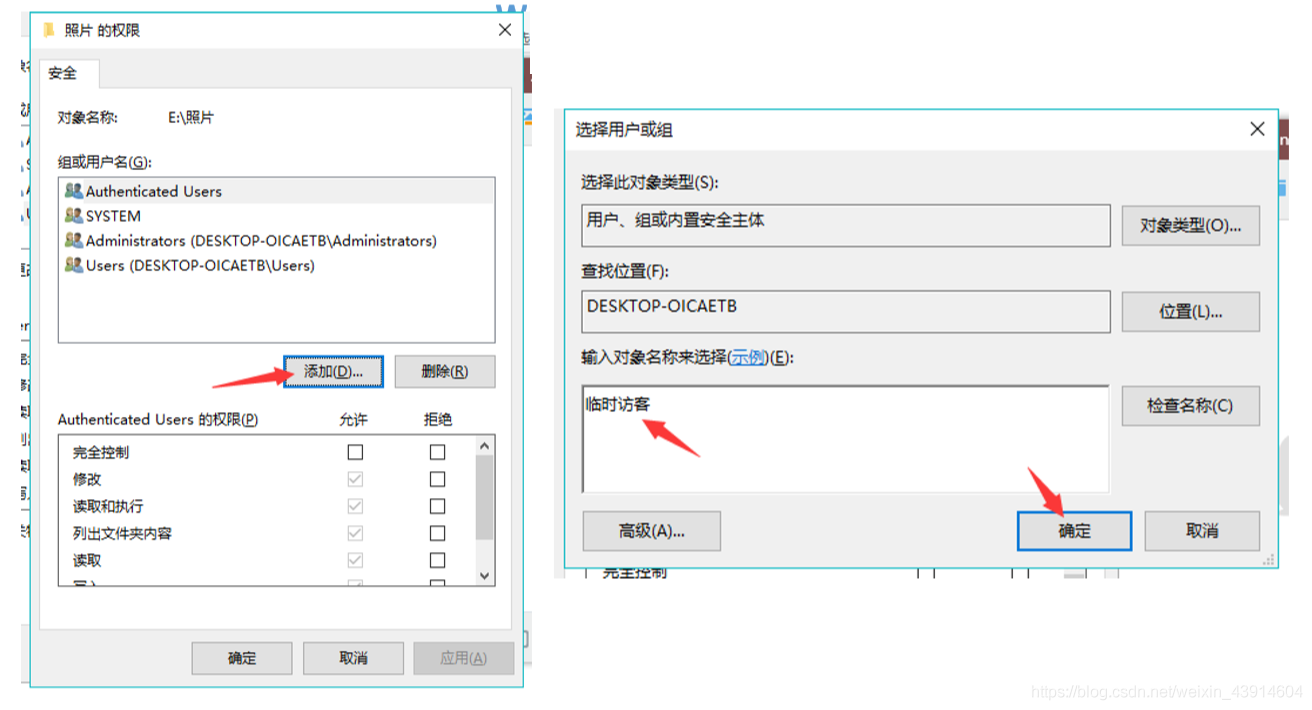 照片 的权限
安全
对象名称: E:\照片
组或用户名(G):
Authenticated Users
SYSTEM
Administrators (DESKTOP-OICAETB\Administrators)
Users (DESKTOP-OICAETB\Users)
添加(D)... 删除(R)
Authenticated Users 的权限(P) 允许 拒绝
完全控制
修改
读取和执行
列出文件夹内容
读取
确定 取消 应用(A)
选择用户或组
选择此对象类型(S):
用户、组或内置安全主体 对象类型(O)...
查找位置(F):
DESKTOP-OICAETB 位置(L)...
输入对象名称来选择(示例)(E):
临时访客 检查名称(C)
高级(A)... 确定 取消
完全控制
https://blog.csdn.net/weixin_43914604